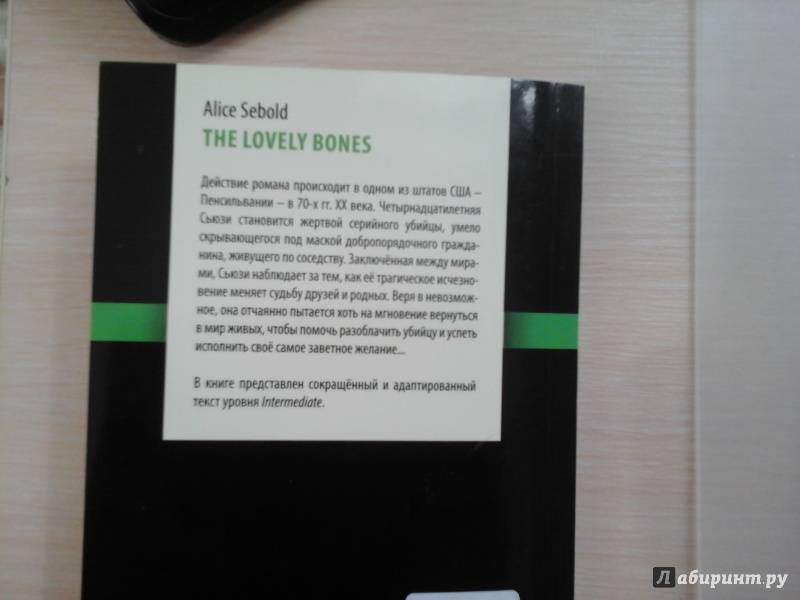 Alice Sebold
THE LOVELY BONES
Действие романа происходит в одном из штатов США –
Пенсильвании – в 70-х гг. XX века. Четырнадцатилетняя
Сьюзи становится жертвой серийного убийцы, умело
скрывающегося под маской добропорядочного гражда-
нина, живущего по соседству. Заключённая между мира-
ми, Сьюзи наблюдает за тем, как её трагическое исчезно-
вение меняет судьбу друзей и родных. Веря в невозмож-
ное, она отчаянно пытается хоть на мгновение вернуться
в мир живых, чтобы помочь разоблачить убийцу и успеть
исполнить своё самое заветное желание...
В книге представлен сокращённый и адаптированный
текст уровня Intermediate.
Лабиринт.ру